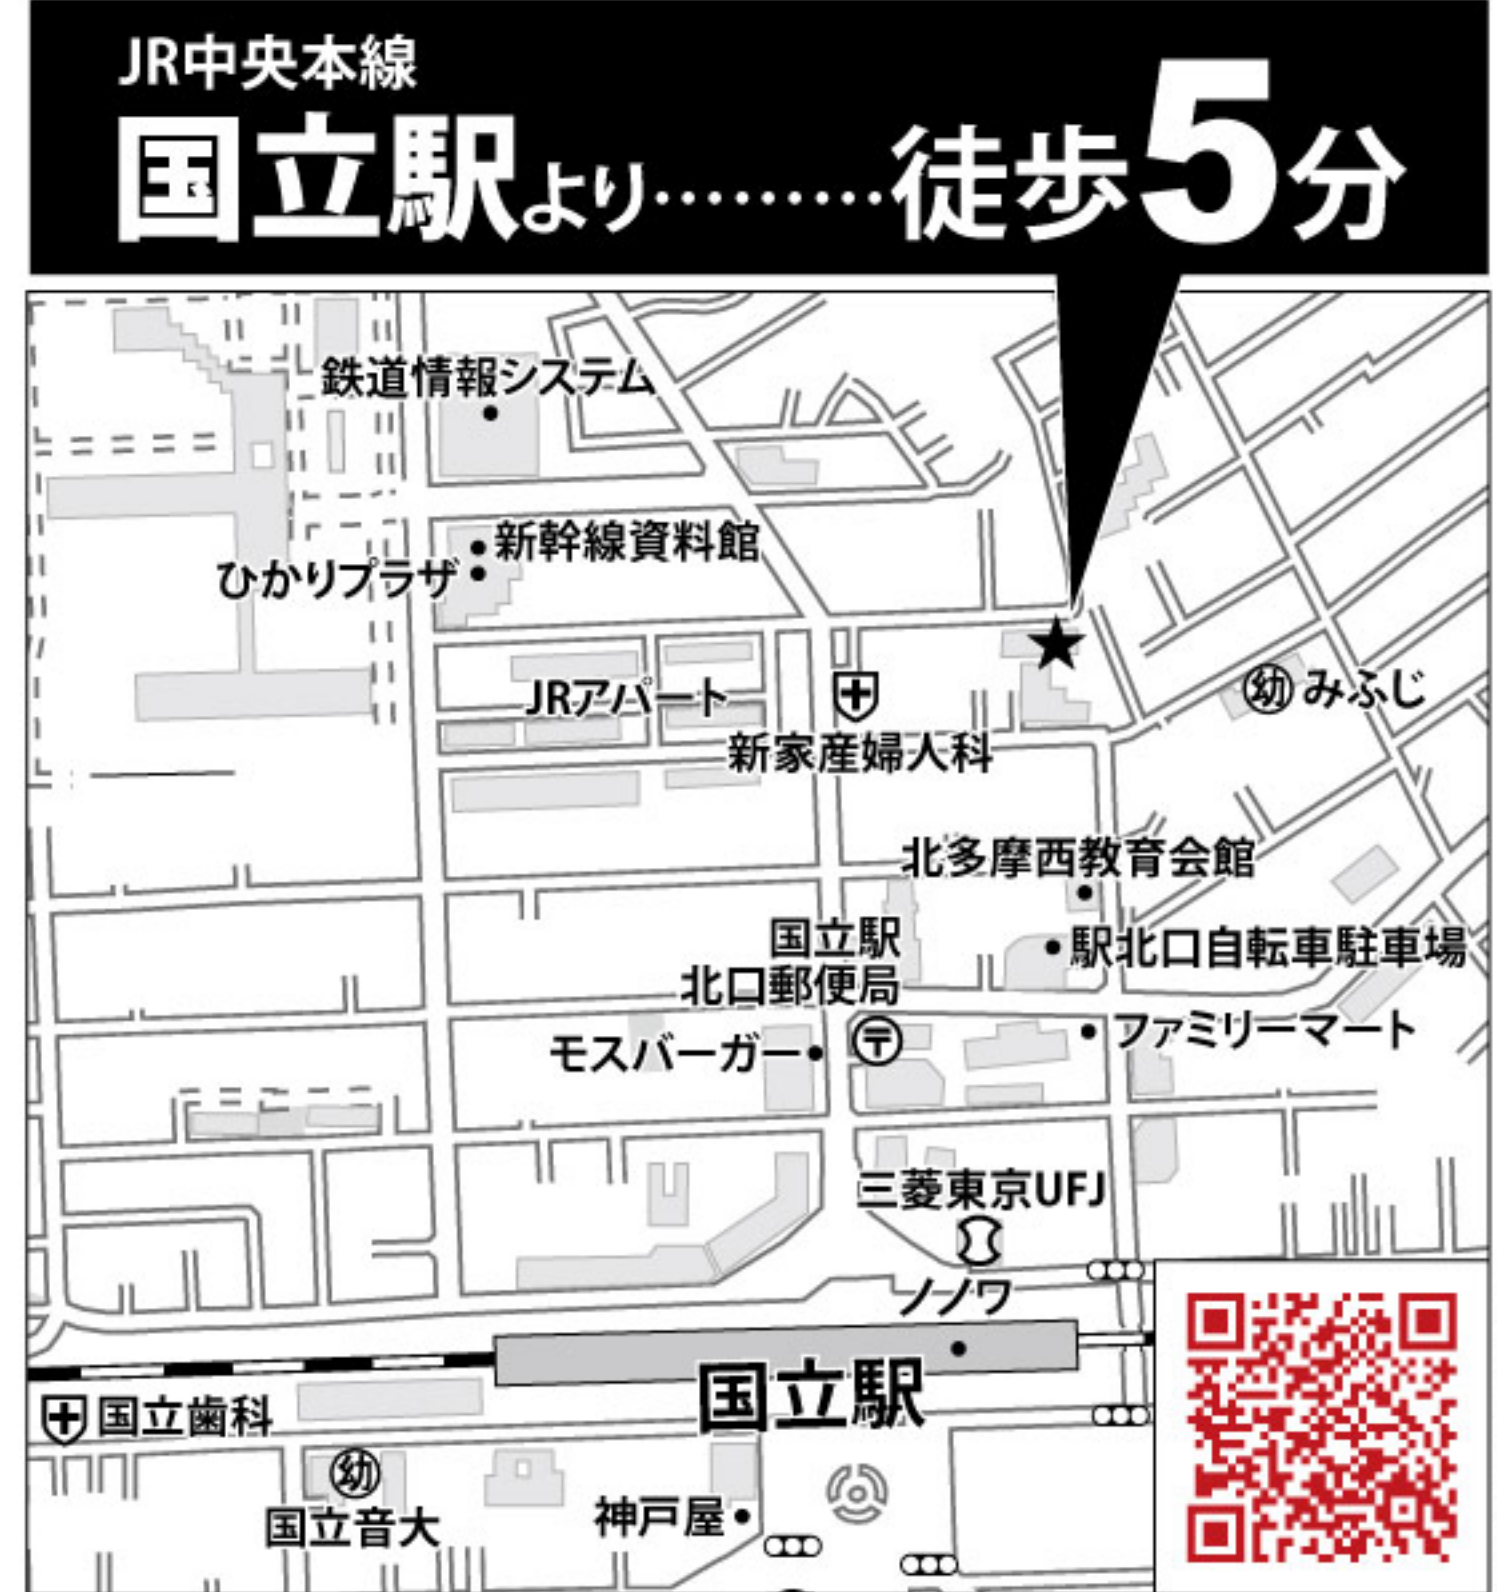 JR中央本線
国立駅より………徒歩5分
鉄道情報システム
新幹線資料館
ひかりプラザ
JRアパート
幼 みふじ
新家産婦人科
北多摩西教育会館
国立駅
北口郵便局
駅北口自転車駐車場
モスバーガー
〒
ファミリーマート
三菱東京UFJ
ノノワ
国立駅
国立歯科
幼
国立音大
神戸屋